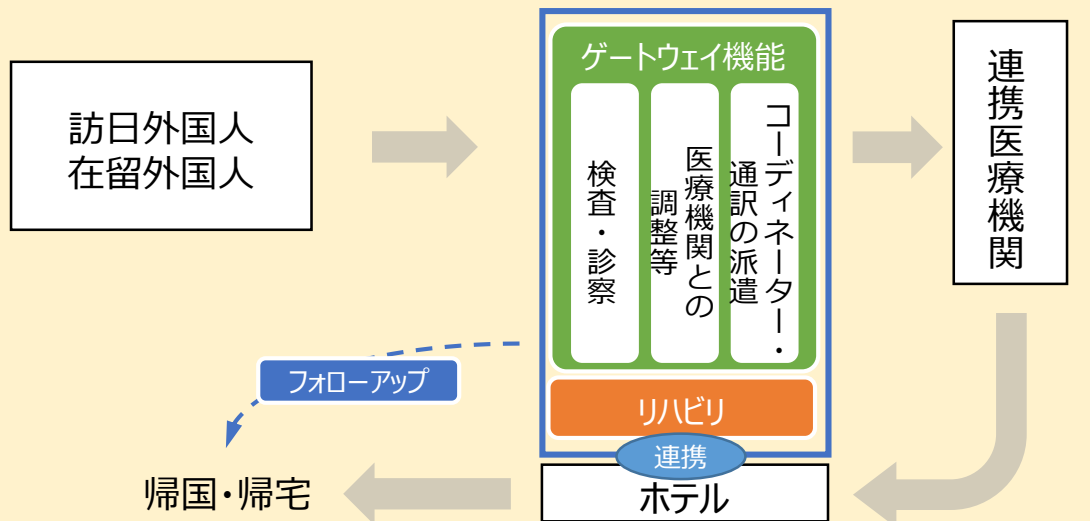 訪日外国人
在留外国人
ゲートウェイ機能
検査・診察
医療機関との
調整等
コーディネーター・
通訳の派遣
リハビリ
連携
ホテル
連携医療機関
フォローアップ
帰国・帰宅